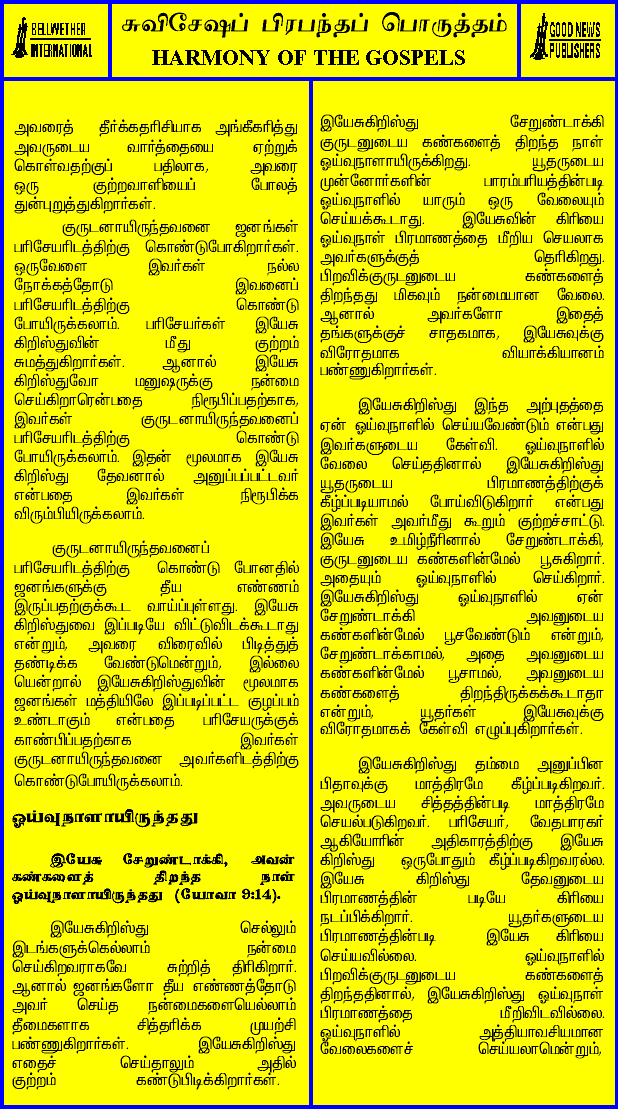 BELLWETHER
INTERNATIONAL
சுவிசேஷப் பிரபந்தப் பொருத்தம்
HARMONY OF THE GOSPELS
GOOD NEWS
PUBLISHERS
அவரைத் தீர்க்கதரிசியாக அங்கீகரித்து
அவருடைய வார்த்தையை ஏற்றுக்
கொள்வதற்குப் பதிலாக, அவரை
ஒரு குற்றவாளியைப் போலத்
துன்புறுத்துகிறார்கள்.
குருடனாயிருந்தவனை ஜனங்கள்
பரிசேயரிடத்திற்கு கொண்டுபோகிறார்கள்.
ஒருவேளை இவர்கள் நல்ல
நோக்கத்தோடு இவனைப்
பரிசேயரிடத்திற்கு கொண்டு
போயிருக்கலாம். பரிசேயர்கள் இயேசு
கிறிஸ்துவின் மீது குற்றம்
சுமத்துகிறார்கள். ஆனால் இயேசு
கிறிஸ்துவோ மனுஷருக்கு நன்மை
செய்கிறாரென்பதை நிரூபிப்பதற்காக,
இவர்கள் குருடனாயிருந்தவனைப்
பரிசேயரிடத்திற்கு கொண்டு
போயிருக்கலாம். இதன் மூலமாக இயேசு
கிறிஸ்து தேவனால் அனுப்பப்பட்டவர்
என்பதை இவர்கள் நிரூபிக்க
விரும்பியிருக்கலாம்.
குருடனாயிருந்தவனைப்
பரிசேயரிடத்திற்கு கொண்டு போனதில்
ஜனங்களுக்கு தீய எண்ணம்
இருப்பதற்குக்கூட வாய்ப்புள்ளது. இயேசு
கிறிஸ்துவை இப்படியே விட்டுவிடக்கூடாது
என்றும், அவரை விரைவில் பிடித்துத்
தண்டிக்க வேண்டுமென்றும், இல்லை
யென்றால் இயேசுகிறிஸ்துவின் மூலமாக
ஜனங்கள் மத்தியிலே இப்படிப்பட்ட குழப்பம்
உண்டாகும் என்பதை பரிசேயருக்குக்
காண்பிப்பதற்காக இவர்கள்
குருடனாயிருந்தவனை அவர்களிடத்திற்கு
கொண்டுபோயிருக்கலாம்.
ஓய்வுநாளாயிருந்தது
இயேசு சேறுண்டாக்கி, அவன்
கண்களைத் திறந்த நாள்
ஓய்வுநாளாயிருந்தது (யோவா 9:14).
இயேசுகிறிஸ்து செல்லும்
இடங்களுக்கெல்லாம் நன்மை
செய்கிறவராகவே சுற்றித் திரிகிறார்.
ஆனால் ஜனங்களோ தீய எண்ணத்தோடு
அவர் செய்த நன்மைகளையெல்லாம்
தீமைகளாக சித்தரிக்க முயற்சி
பண்ணுகிறார்கள். இயேசுகிறிஸ்து
எதைச் செய்தாலும் அதில்
குற்றம் கண்டுபிடிக்கிறார்கள்.
இயேசுகிறிஸ்து சேறுண்டாக்கி
குருடனுடைய கண்களைத் திறந்த நாள்
ஓய்வுநாளாயிருக்கிறது. யூதருடைய
முன்னோர்களின் பாரம்பரியத்தின்படி
ஓய்வுநாளில் யாரும் ஒரு வேலையும்
செய்யக்கூடாது. இயேசுவின் கிரியை
ஓய்வுநாள் பிரமாணத்தை மீறிய செயலாக
அவர்களுக்குத் தெரிகிறது.
பிறவிக்குருடனுடைய கண்களைத்
திறந்தது மிகவும் நன்மையான வேலை.
ஆனால் அவர்களோ இதைத்
தங்களுக்குச் சாதகமாக, இயேசுவுக்கு
விரோதமாக வியாக்கியானம்
பண்ணுகிறார்கள்.
இயேசுகிறிஸ்து இந்த அற்புதத்தை
ஏன் ஓய்வுநாளில் செய்யவேண்டும் என்பது
இவர்களுடைய கேள்வி. ஓய்வுநாளில்
வேலை செய்ததினால் இயேசுகிறிஸ்து
யூதருடைய பிரமாணத்திற்குக்
கீழ்ப்படியாமல் போய்விடுகிறார் என்பது
இவர்கள் அவர்மீது கூறும் குற்றச்சாட்டு.
இயேசு உமிழ்நீரினால் சேறுண்டாக்கி,
குருடனுடைய கண்களின்மேல் பூசுகிறார்.
அதையும் ஓய்வுநாளில் செய்கிறார்.
இயேசுகிறிஸ்து ஓய்வுநாளில் ஏன்
சேறுண்டாக்கி அவனுடைய
கண்களின்மேல் பூசவேண்டும் என்றும்,
சேறுண்டாக்காமல், அதை அவனுடைய
கண்களின்மேல் பூசாமல், அவனுடைய
கண்களைத் திறந்திருக்கக்கூடாதா
என்றும், யூதர்கள் இயேசுவுக்கு
விரோதமாகக் கேள்வி எழுப்புகிறார்கள்.
இயேசுகிறிஸ்து தம்மை அனுப்பின
பிதாவுக்கு மாத்திரமே கீழ்ப்படிகிறவர்.
அவருடைய சித்தத்தின்படி மாத்திரமே
செயல்படுகிறவர். பரிசேயர், வேதபாரகர்
ஆகியோரின் அதிகாரத்திற்கு இயேசு
கிறிஸ்து ஒருபோதும் கீழ்ப்படிகிறவரல்ல.
இயேசு கிறிஸ்து தேவனுடைய
பிரமாணத்தின் படியே கிரியை
நடப்பிக்கிறார். யூதர்களுடைய
பிரமாணத்தின்படி இயேசு கிரியை
செய்யவில்லை. ஓய்வுநாளில்
பிறவிக்குருடனுடைய கண்களைத்
திறந்ததினால், இயேசுகிறிஸ்து ஓய்வுநாள்
பிரமாணத்தை மீறிவிடவில்லை.
ஓய்வுநாளில் அத்தியாவசியமான
வேலைகளைச் செய்யலாமென்றும்,